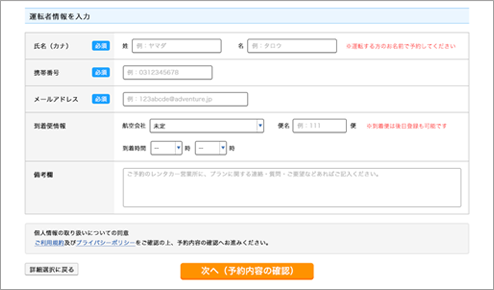 運転者情報を入力
氏名（カナ） 必須 姓 例：ヤマダ 名 例：タロウ ※運転する方のお名前で予約してください
携帯番号 必須 例：0312345678
メールアドレス 必須 例：123abcde@adventure.jp
到着便情報 航空会社 未定 便名 例：111 便 ※到着便は後日登録も可能です
到着時間 -- 時 -- 時
備考欄 ご予約のレンタカー営業所に、プランに関する連絡・質問・ご要望などあればご記入ください。
個人情報の取り扱いについての同意
ご利用規約及びプライバシーポリシーをご確認の上、予約内容の確認へお進みください。
詳細選択に戻る 次へ（予約内容の確認）